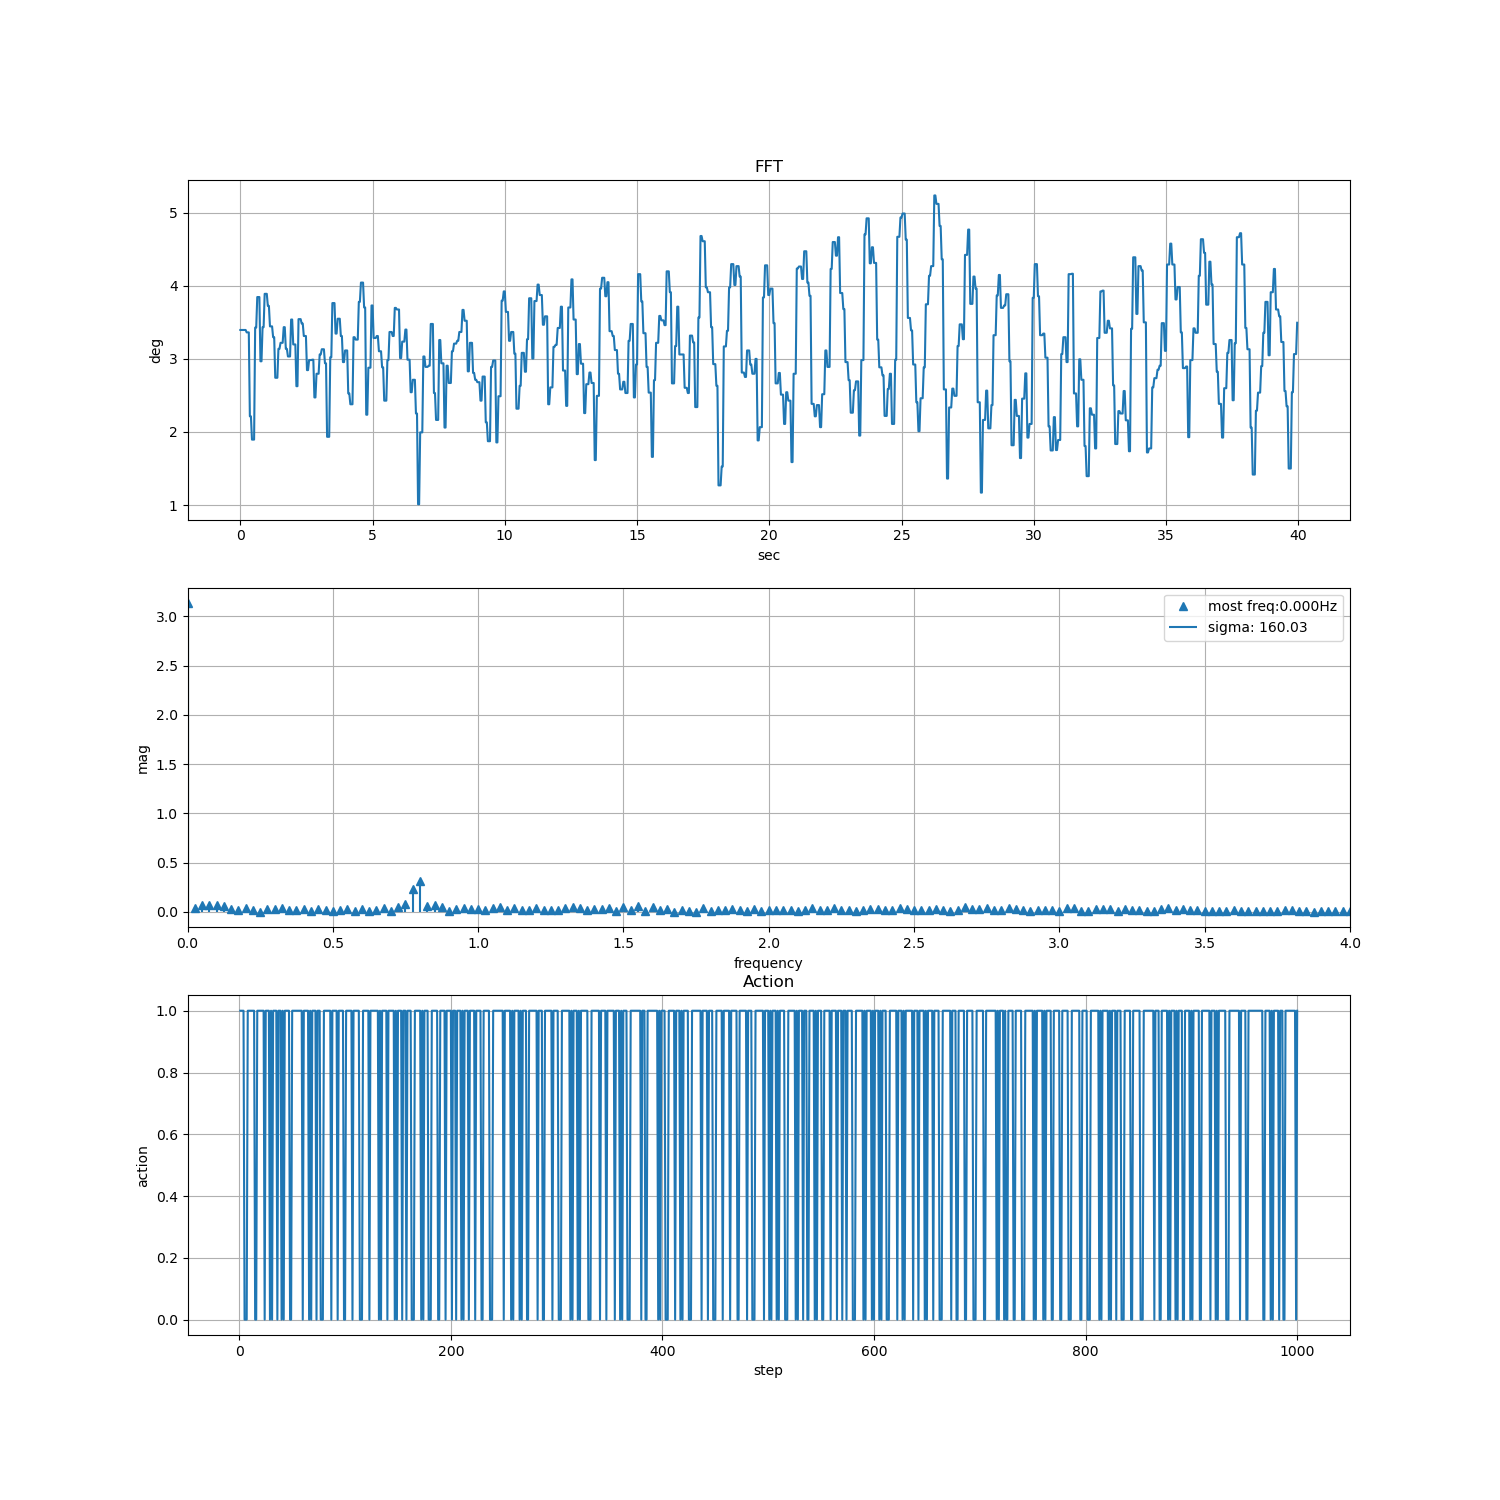 FFT
5
4
3
2
1
deg
0 5 10 15 20 25 30 35 40
sec
most freq:0.000Hz
sigma: 160.03
3.0
2.5
2.0
1.5
1.0
0.5
0.0
mag
0.0 0.5 1.0 1.5 2.0 2.5 3.0 3.5 4.0
frequency
Action
1.0
0.8
0.6
0.4
0.2
0.0
action
0 200 400 600 800 1000
step